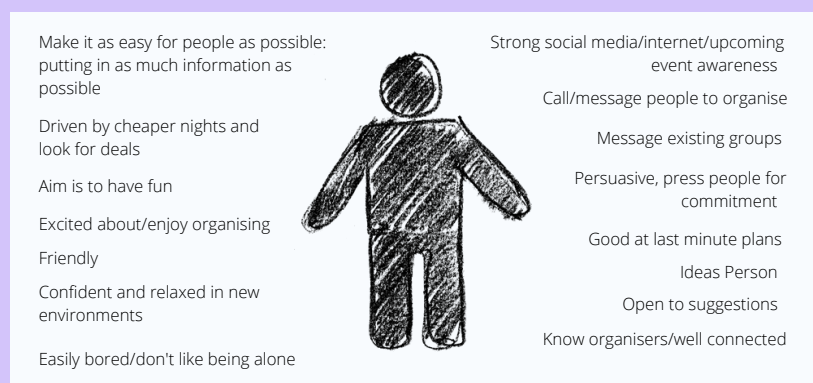 Make it as easy for people as possible:
putting in as much information as
possible
Driven by cheaper nights and
look for deals
Aim is to have fun
Excited about/enjoy organising
Friendly
Confident and relaxed in new
environments
Easily bored/don't like being alone
Strong social media/internet/upcoming
event awareness
Call/message people to organise
Message existing groups
Persuasive, press people for
commitment
Good at last minute plans
Ideas Person
Open to suggestions
Know organisers/well connected